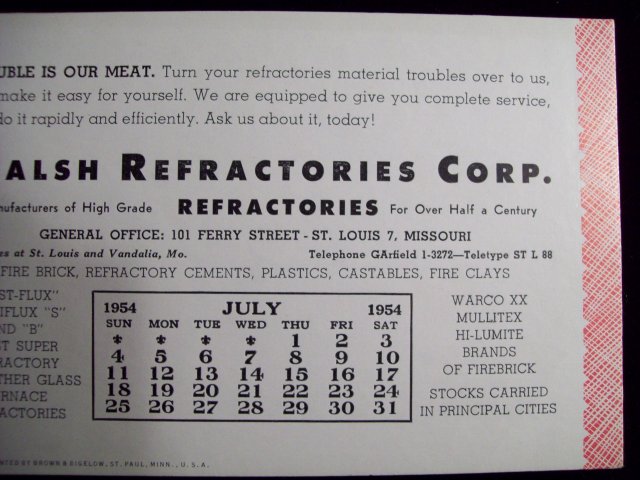 UBLE IS OUR MEAT. Turn your refractories material troubles over to us,
make it easy for yourself. We are equipped to give you complete service,
do it rapidly and efficiently. Ask us about it, today!
ALSH REFRACTORIES CORP.
nufacturers of High Grade REFRACTORIES For Over Half a Century
GENERAL OFFICE: 101 FERRY STREET - ST. LOUIS 7, MISSOURI
es at St. Louis and Vandalia, Mo. Telephone GArfield 1-3272—Teletype ST L 88
FIRE BRICK, REFRACTORY CEMENTS, PLASTICS, CASTABLES, FIRE CLAYS
ST-FLUX"
IFLUX "S"
ND "B"
T SUPER
RACTORY
THER GLASS
RNACE
ACTORIES
1954 JULY 1954
SUN MON TUE WED THU FRI SAT
1 2 3
4 5 6 7 8 9 10
11 12 13 14 15 16 17
18 19 20 21 22 23 24
25 26 27 28 29 30 31
WARCO XX
MULLITEX
HI-LUMITE
BRANDS
OF FIREBRICK
STOCKS CARRIED
IN PRINCIPAL CITIES
NTED BY BROWN & BIGELOW, ST. PAUL, MINN., U.S.A.